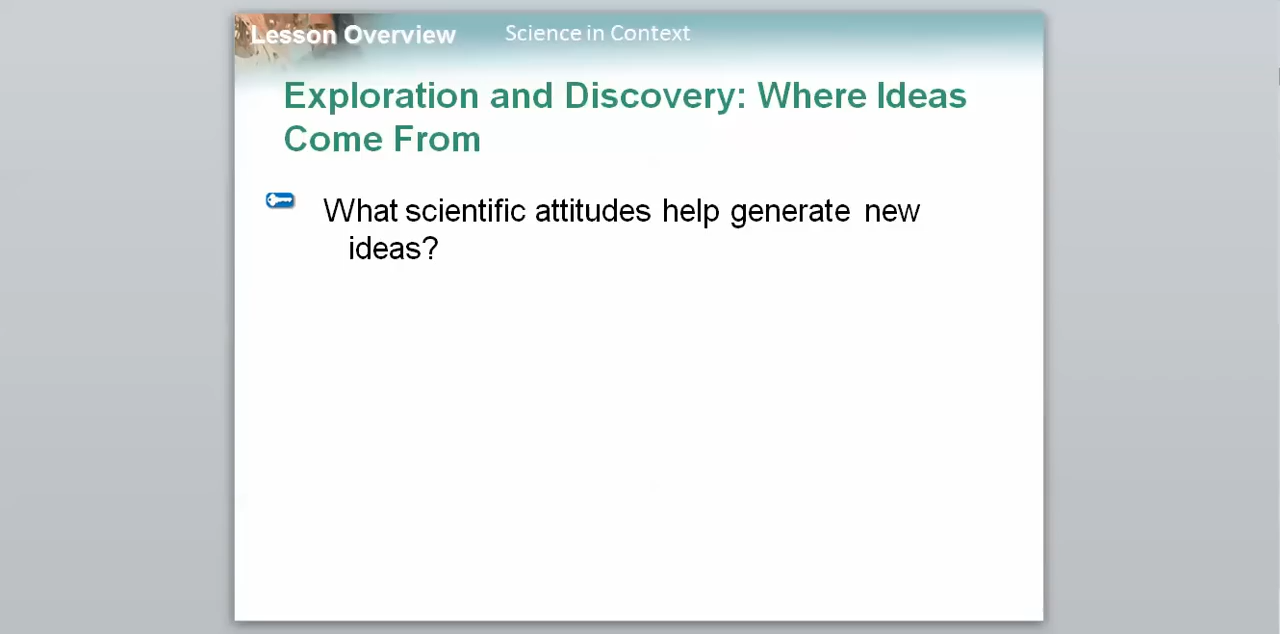 Lesson Overview Science in Context
Exploration and Discovery: Where Ideas
Come From
What scientific attitudes help generate new
ideas?